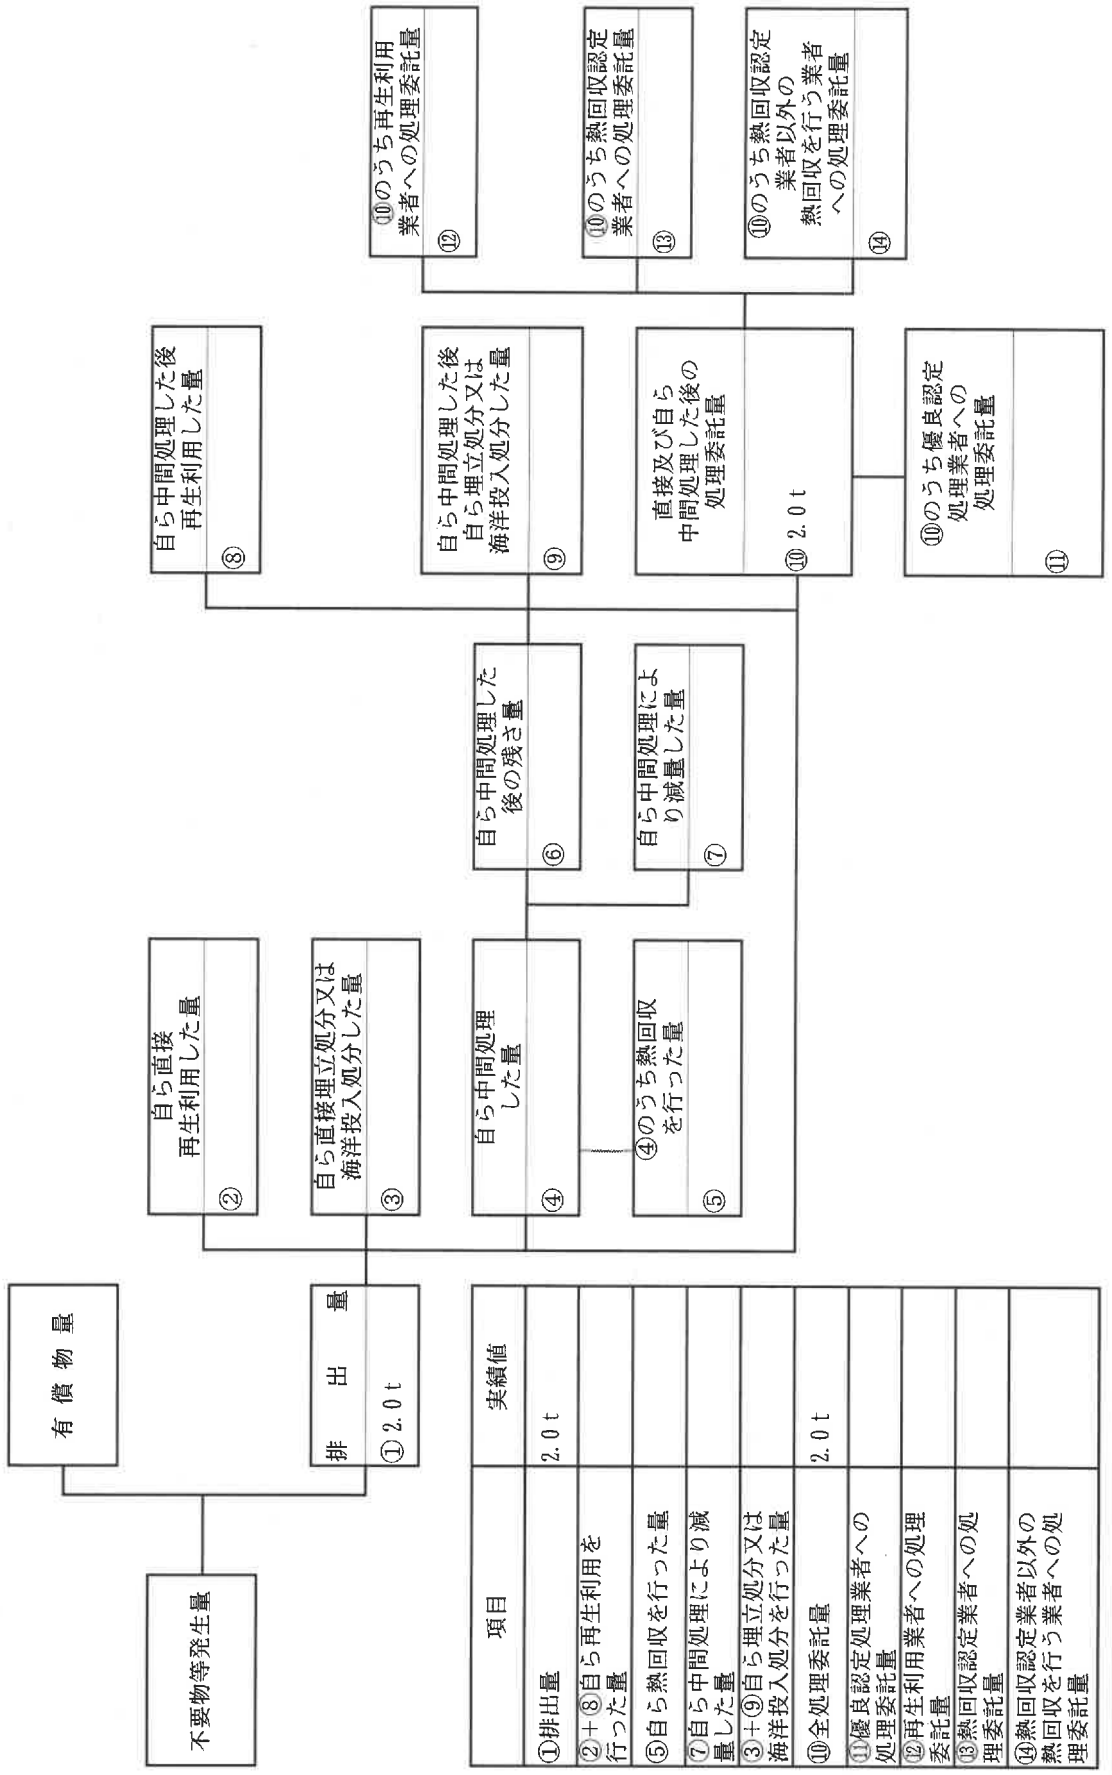 不要物等発生量
有償物量
排出量
①2.0t
自ら直接
再生利用した量
②
自ら直接埋立処分又は
海洋投入処分した量
③
自ら中間処理
した量
④
④のうち熱回収
を行った量
⑤
自ら中間処理した
後の残さ量
⑥
自ら中間処理によ
り減量した量
⑦
自ら中間処理した後
再生利用した量
⑧
自ら中間処理した後
自ら埋立処分又は
海洋投入処分した量
⑨
直接及び自ら
中間処理した後の
処理委託量
⑩2.0t
⑩のうち優良認定
処理業者への
処理委託量
⑪
⑩のうち再生利用
業者への処理委託量
⑫
⑩のうち熱回収認定
業者への処理委託量
⑬
⑩のうち熱回収認定
業者以外の
熱回収を行う業者
への処理委託量
⑭
項目 実績値
①排出量 2.0t
②+⑧自ら再生利用を
行った量
⑤自ら熱回収を行った量
⑦自ら中間処理により減
量した量
③+⑨自ら埋立処分又は
海洋投入処分を行った量
⑩全処理委託量 2.0t
⑪優良認定処理業者への
処理委託量
⑫再生利用業者への処理
委託量
⑬熱回収認定業者への処
理委託量
⑭熱回収認定業者以外の
熱回収を行う業者への処
理委託量